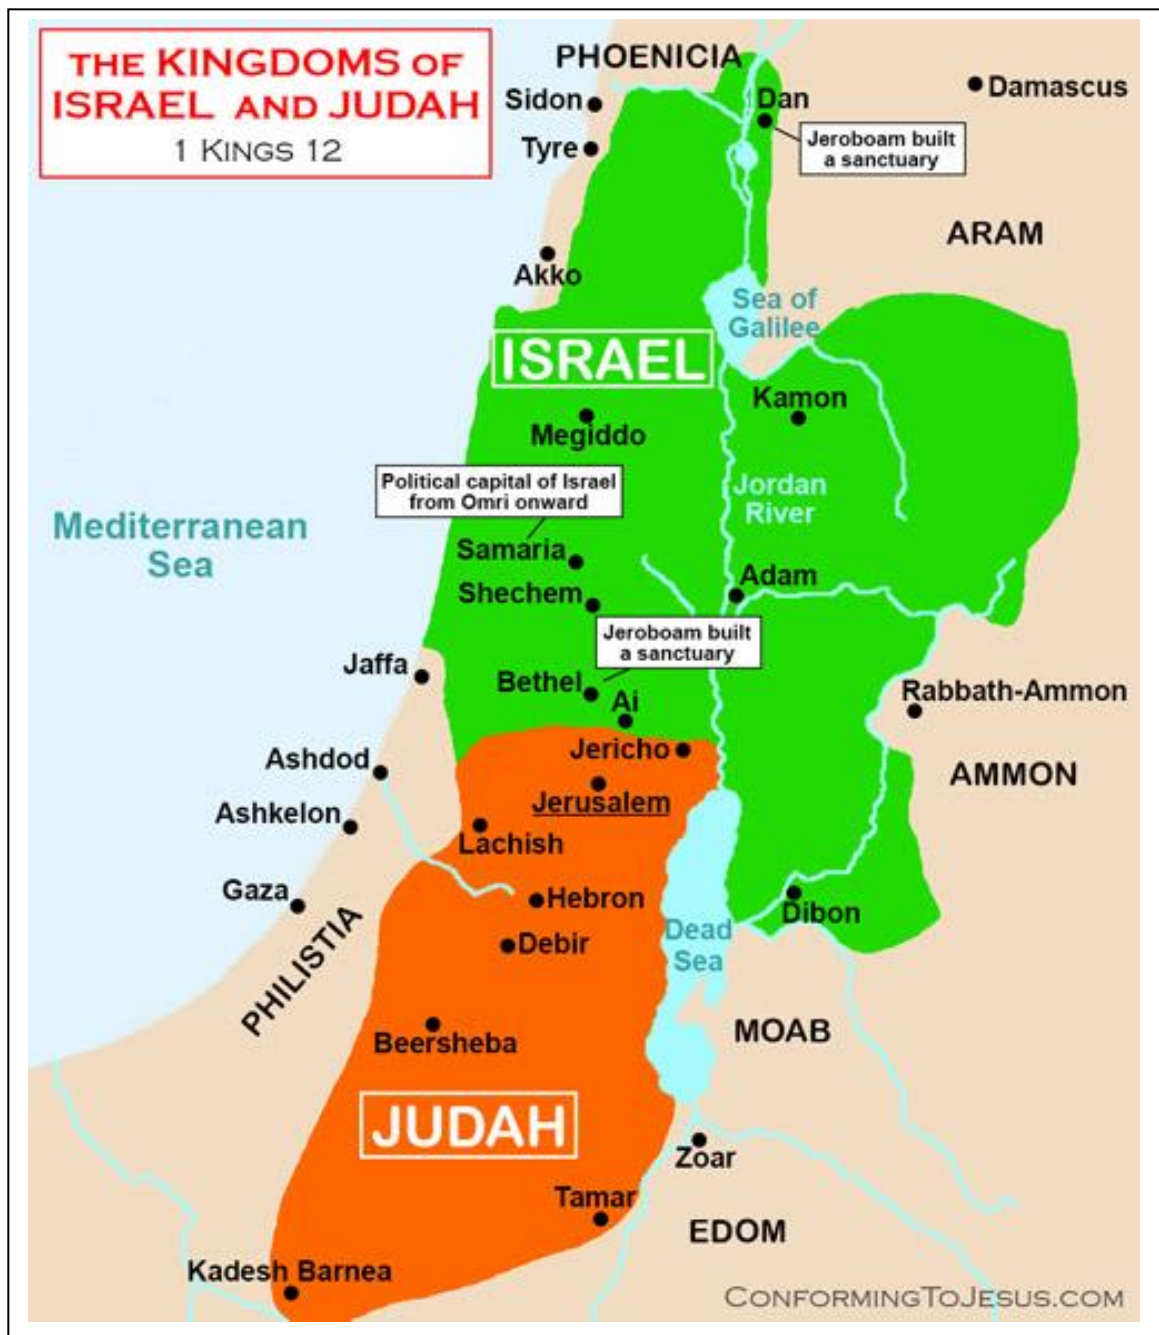 THE KINGDOMS OF
ISRAEL AND JUDAH
1 KINGS 12
PHOENICIA
Sidon
Dan
Damascus
Tyre
Jeroboam built
a sanctuary
ARAM
Akko
Sea of
Galilee
ISRAEL
Kamon
Megiddo
Political capital of Israel
from Omri onward
Jordan
River
Mediterranean
Sea
Samaria
Adam
Shechem
Jeroboam built
a sanctuary
Jaffa
Bethel
Ai
Rabbath-Ammon
Jericho
Ashdod
AMMON
Jerusalem
Ashkelon
Lachish
Gaza
Hebron
Dibon
Debir
Dead
Sea
PHILISTIA
Beersheba
MOAB
JUDAH
Zoar
Tamar
EDOM
Kadesh Barnea
CONFORMINGTOJESUS.COM